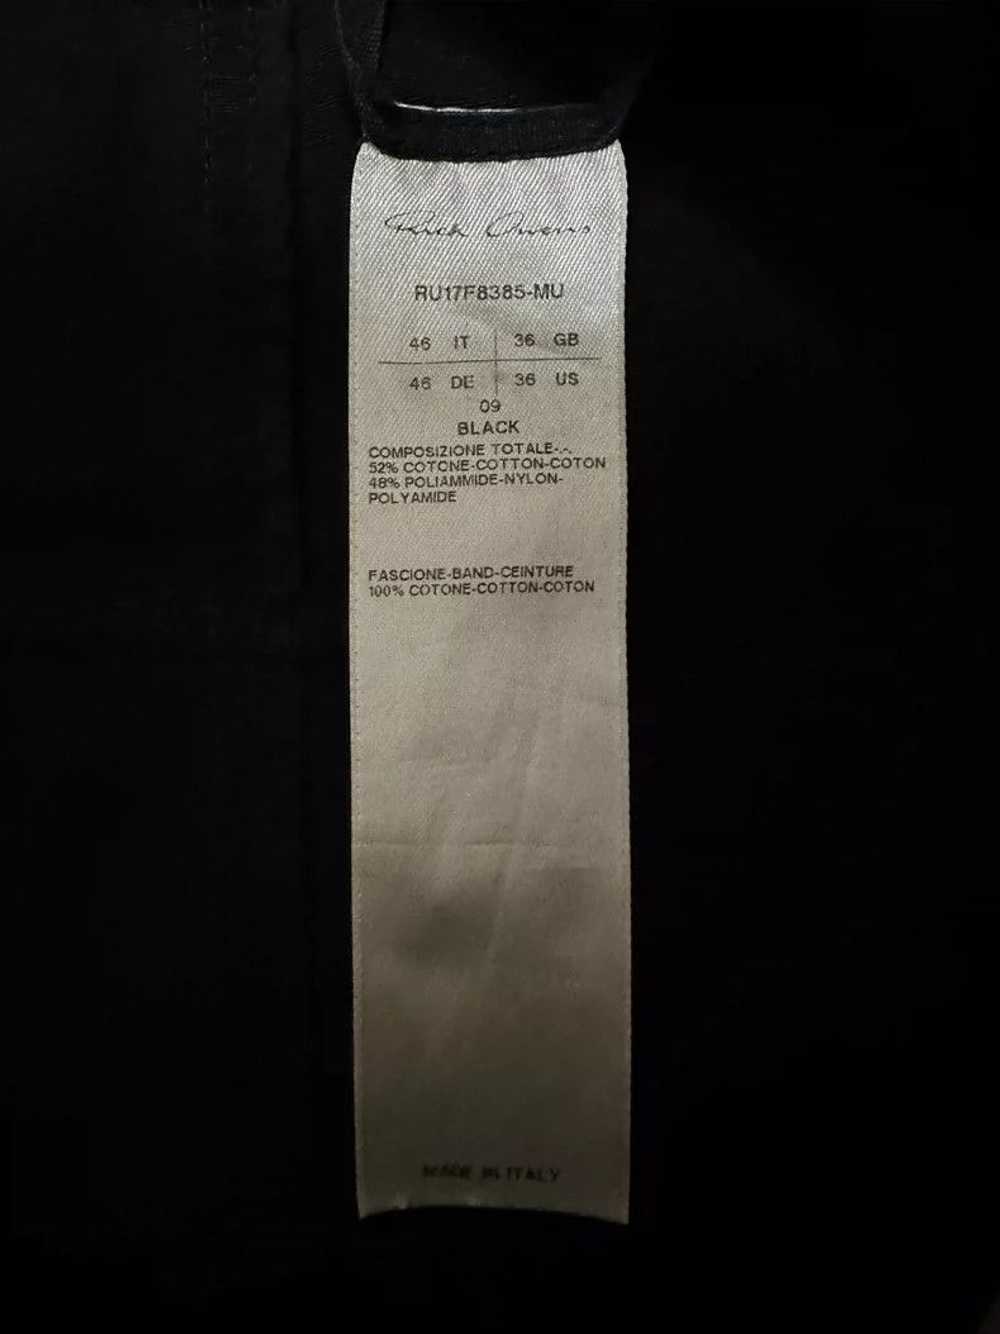 Rick Owens
RU17F8385-MU
46 IT 36 GB
46 DE 36 US
09
BLACK
COMPOSIZIONE TOTALE-.-.
52% COTONE-COTTON-COTON
48% POLIAMMIDE-NYLON-
POLYAMIDE
FASCIONE-BAND-CEINTURE
100% COTONE-COTTON-COTON
MADE IN ITALY